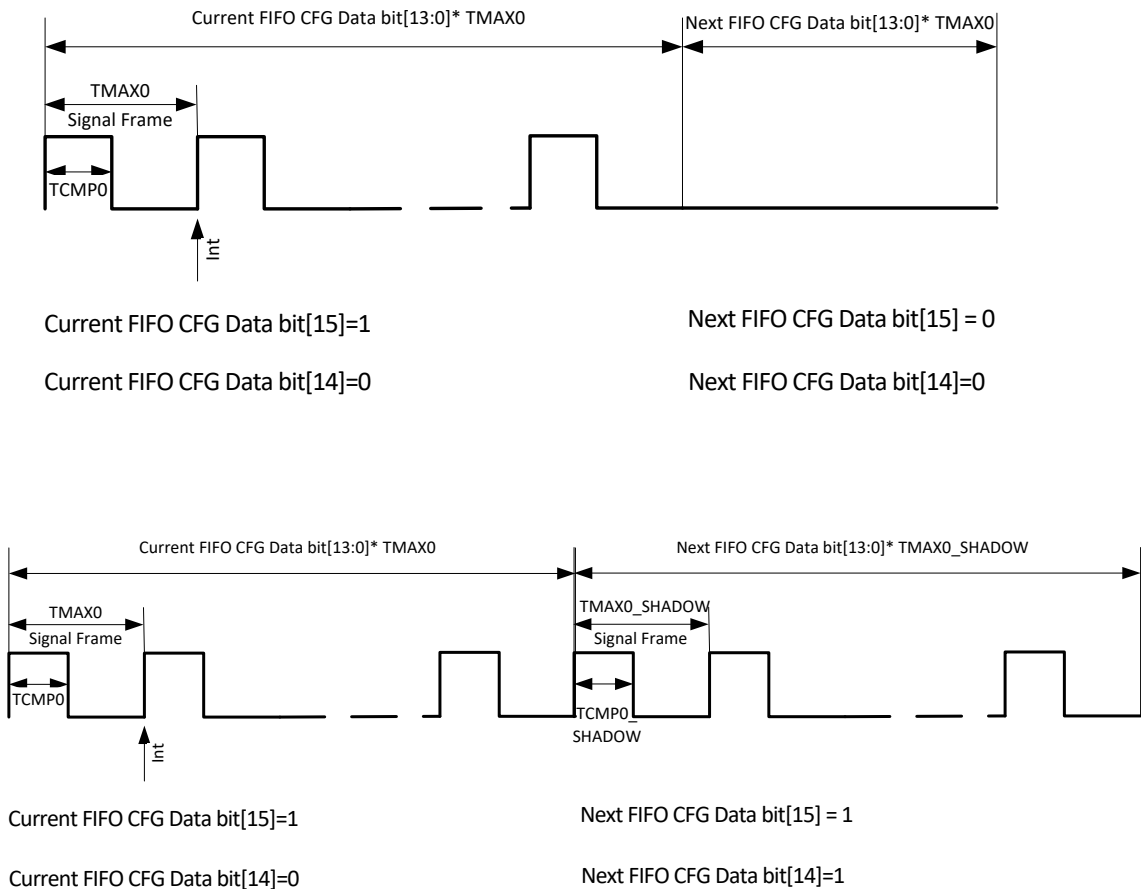 Current FIFO CFG Data bit[13:0]* TMAX0
Next FIFO CFG Data bit[13:0]* TMAX0
TMAX0
Signal Frame
TCMP0
Int
Current FIFO CFG Data bit[15]=1
Next FIFO CFG Data bit[15] = 0
Current FIFO CFG Data bit[14]=0
Next FIFO CFG Data bit[14]=0
Current FIFO CFG Data bit[13:0]* TMAX0
Next FIFO CFG Data bit[13:0]* TMAX0_SHADOW
TMAX0
Signal Frame
TMAX0_SHADOW
Signal Frame
TCMP0
TCMP0_
SHADOW
Int
Current FIFO CFG Data bit[15]=1
Next FIFO CFG Data bit[15] = 1
Current FIFO CFG Data bit[14]=0
Next FIFO CFG Data bit[14]=1